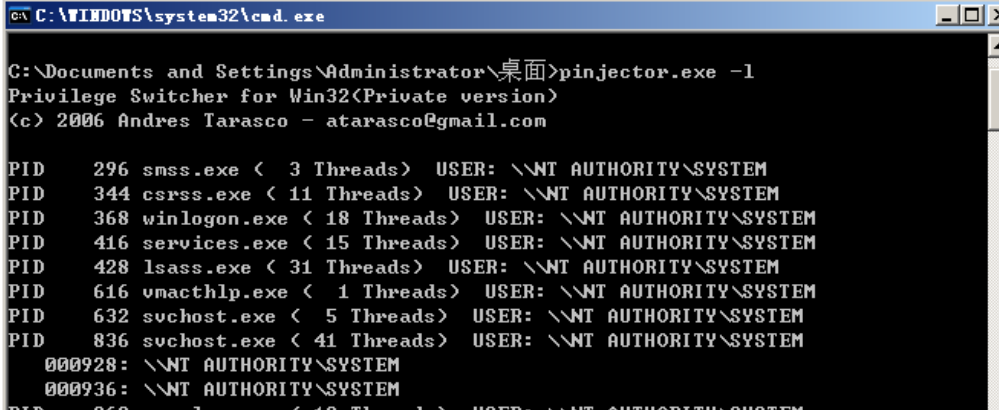 C:\WINDOWS\system32\cmd.exe
C:\Documents and Settings\Administrator\桌面>pinjector.exe -l
Privilege Switcher for Win32(Private version)
(c) 2006 Andres Tarasco - atarasco@gmail.com
PID 296 smss.exe ( 3 Threads) USER: \\NT AUTHORITY\SYSTEM
PID 344 csrss.exe ( 11 Threads) USER: \\NT AUTHORITY\SYSTEM
PID 368 winlogon.exe ( 18 Threads) USER: \\NT AUTHORITY\SYSTEM
PID 416 services.exe ( 15 Threads) USER: \\NT AUTHORITY\SYSTEM
PID 428 lsass.exe ( 31 Threads) USER: \\NT AUTHORITY\SYSTEM
PID 616 vmacthlp.exe ( 1 Threads) USER: \\NT AUTHORITY\SYSTEM
PID 632 svchost.exe ( 5 Threads) USER: \\NT AUTHORITY\SYSTEM
PID 836 svchost.exe ( 41 Threads) USER: \\NT AUTHORITY\SYSTEM
000928: \\NT AUTHORITY\SYSTEM
000936: \\NT AUTHORITY\SYSTEM